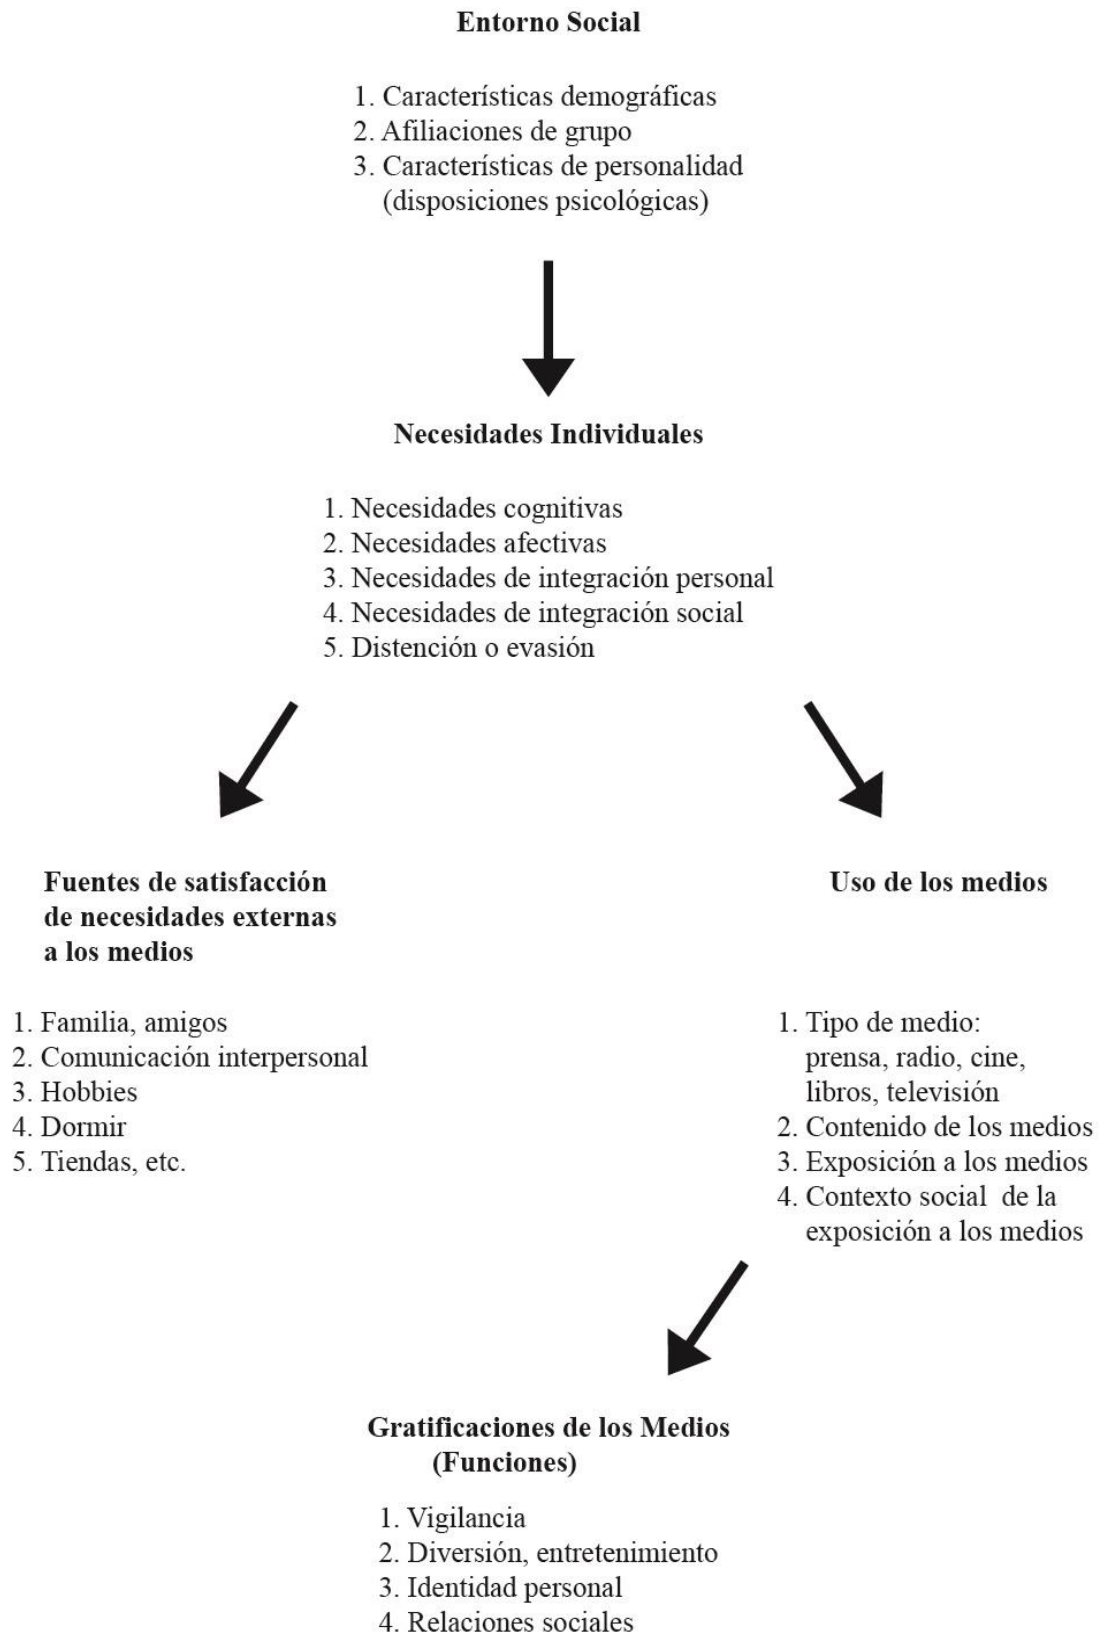 Entorno Social
1. Características demográficas
2. Afiliaciones de grupo
3. Características de personalidad
(disposiciones psicológicas)
Necesidades Individuales
1. Necesidades cognitivas
2. Necesidades afectivas
3. Necesidades de integración personal
4. Necesidades de integración social
5. Distención o evasión
Fuentes de satisfacción
de necesidades externas
a los medios
1. Familia, amigos
2. Comunicación interpersonal
3. Hobbies
4. Dormir
5. Tiendas, etc.
Uso de los medios
1. Tipo de medio:
prensa, radio, cine,
libros, televisión
2. Contenido de los medios
3. Exposición a los medios
4. Contexto social de la
exposición a los medios
Gratificaciones de los Medios
(Funciones)
1. Vigilancia
2. Diversión, entretenimiento
3. Identidad personal
4. Relaciones sociales